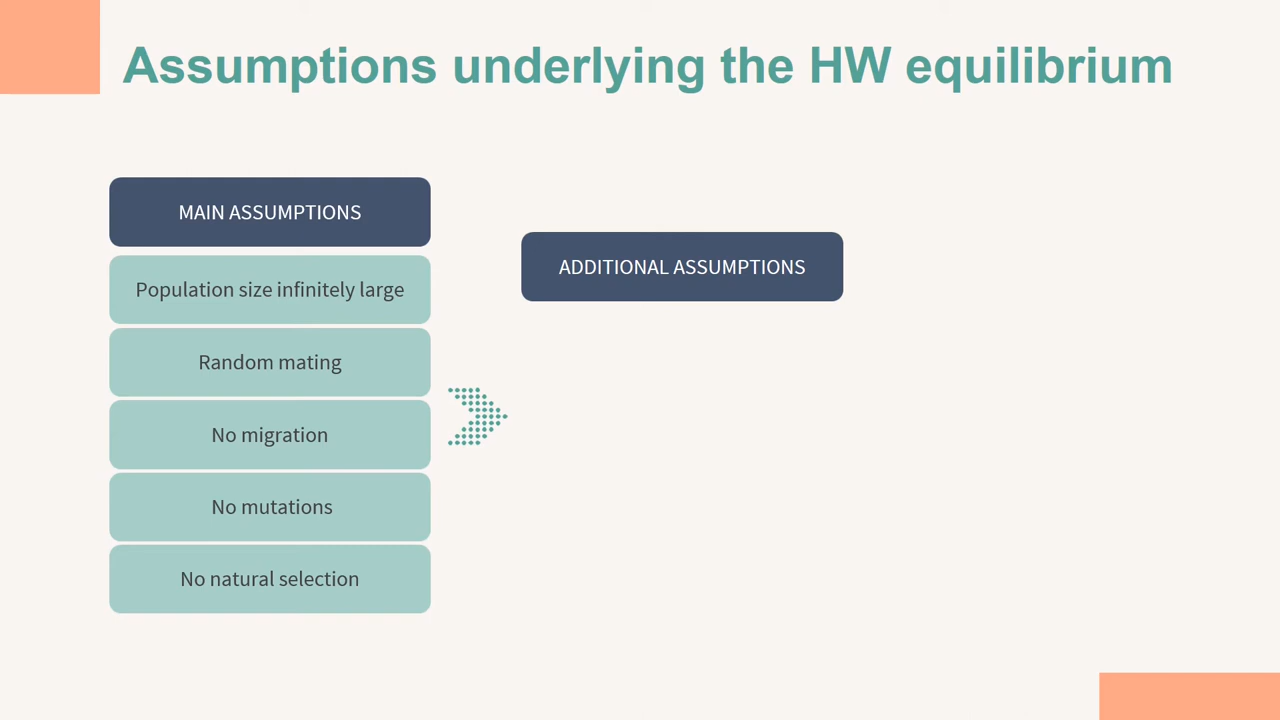 Assumptions underlying the HW equilibrium
MAIN ASSUMPTIONS
Population size infinitely large
Random mating
No migration
No mutations
No natural selection
ADDITIONAL ASSUMPTIONS